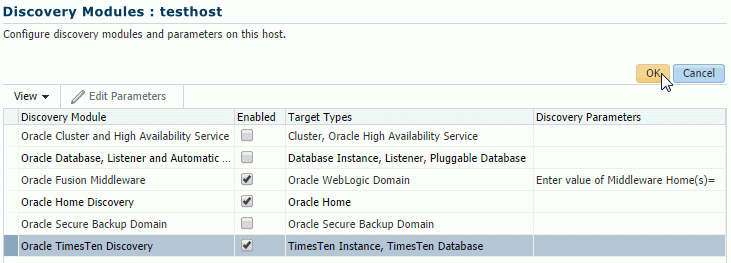 Discovery Modules : testhost
Configure discovery modules and parameters on this host.
OK Cancel
View Edit Parameters
Discovery Module Enabled Target Types Discovery Parameters
Oracle Cluster and High Availability Service Cluster, Oracle High Availability Service
Oracle Database, Listener and Automatic ... Database Instance, Listener, Pluggable Database
Oracle Fusion Middleware Oracle WebLogic Domain Enter value of Middleware Home(s)=
Oracle Home Discovery Oracle Home
Oracle Secure Backup Domain Oracle Secure Backup Domain
Oracle TimesTen Discovery TimesTen Instance, TimesTen Database